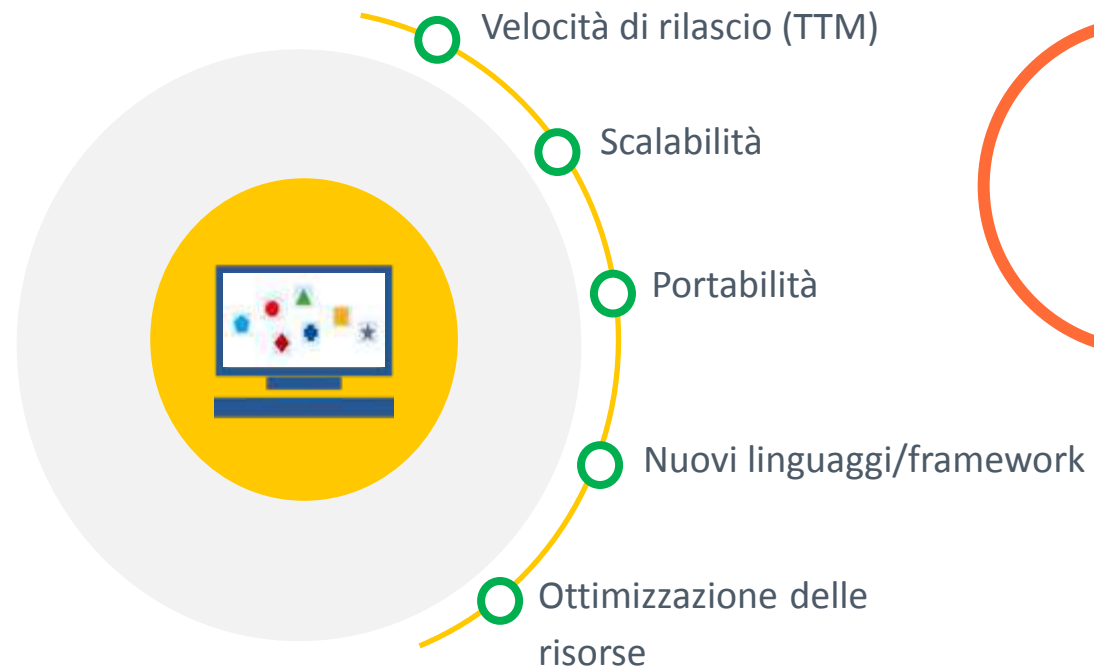 Velocità di rilascio (TTM)
Scalabilità
Portabilità
Nuovi linguaggi/framework
Ottimizzazione delle
risorse